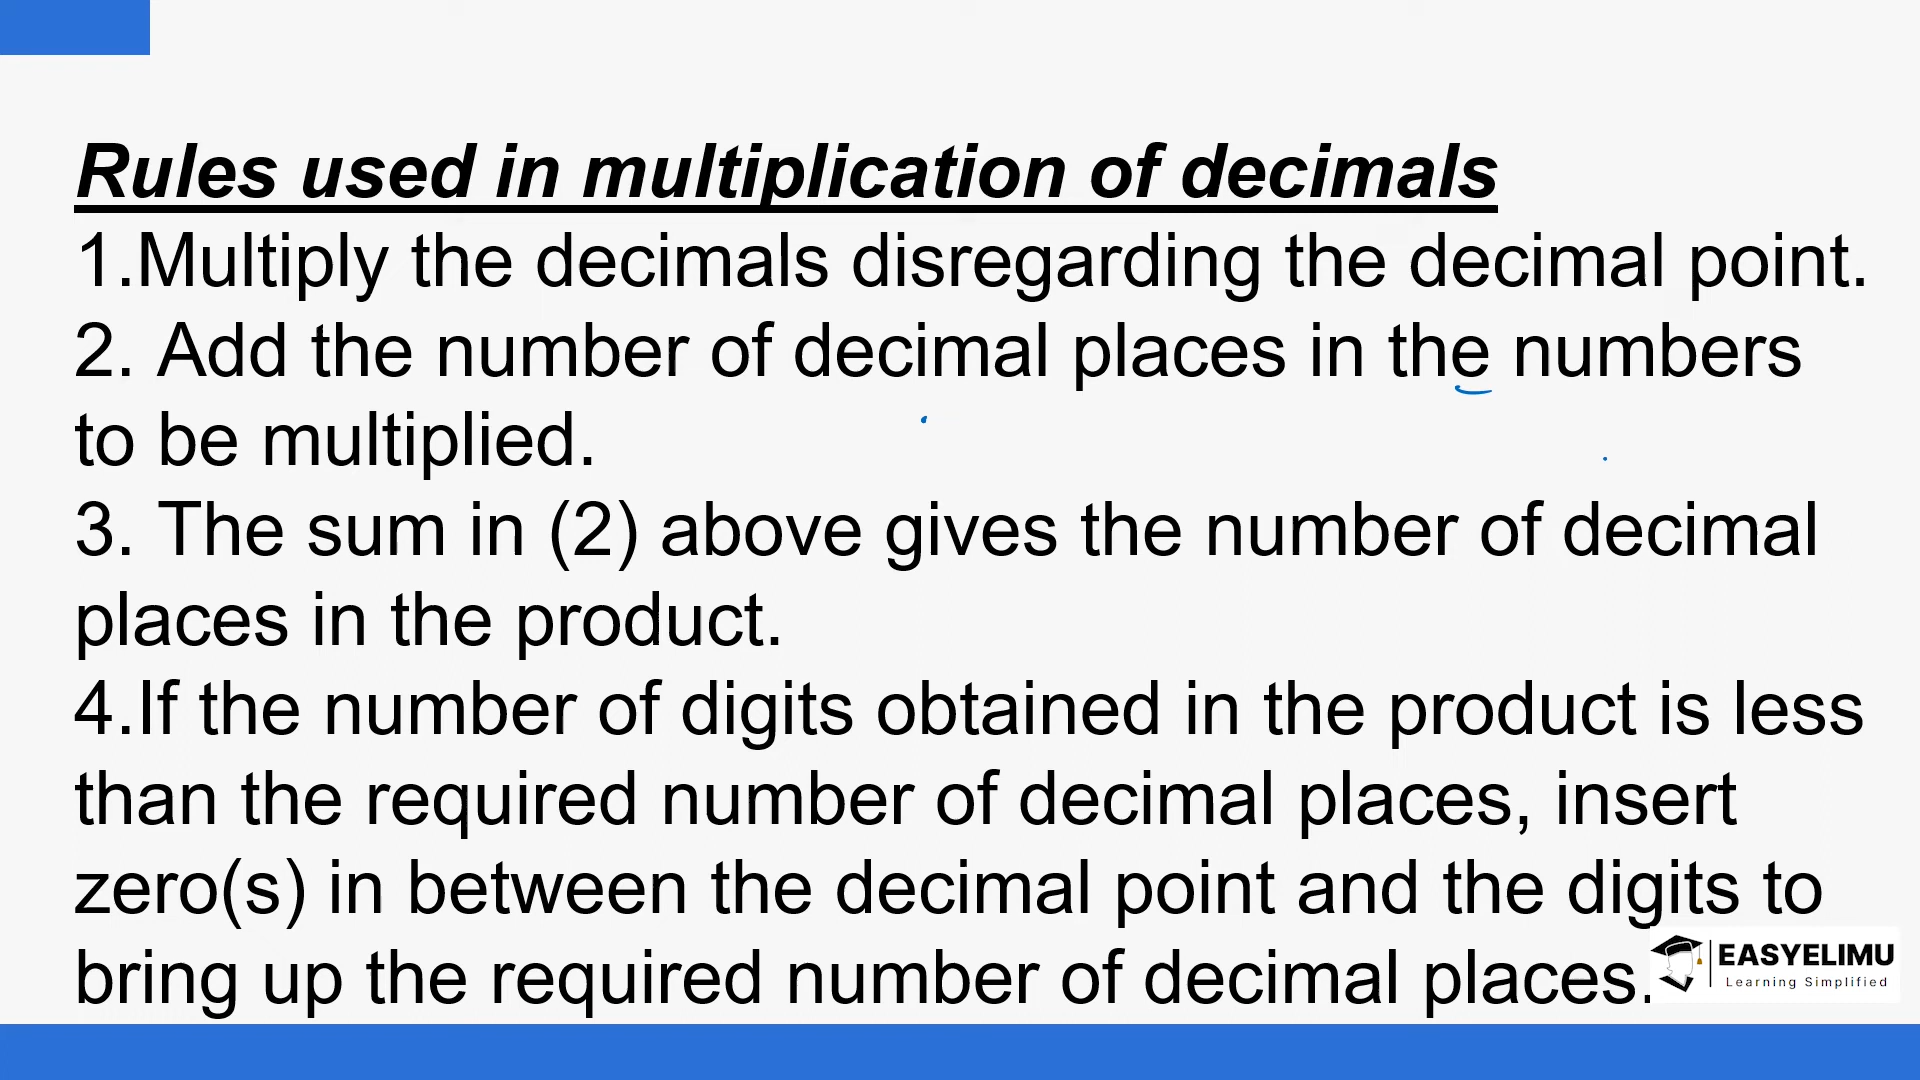 Rules used in multiplication of decimals
1.Multiply the decimals disregarding the decimal point.
2. Add the number of decimal places in the numbers
to be multiplied.
3. The sum in (2) above gives the number of decimal
places in the product.
4.If the number of digits obtained in the product is less
than the required number of decimal places, insert
zero(s) in between the decimal point and the digits to
bring up the required number of decimal places.
EASYELIMU
Learning Simplified